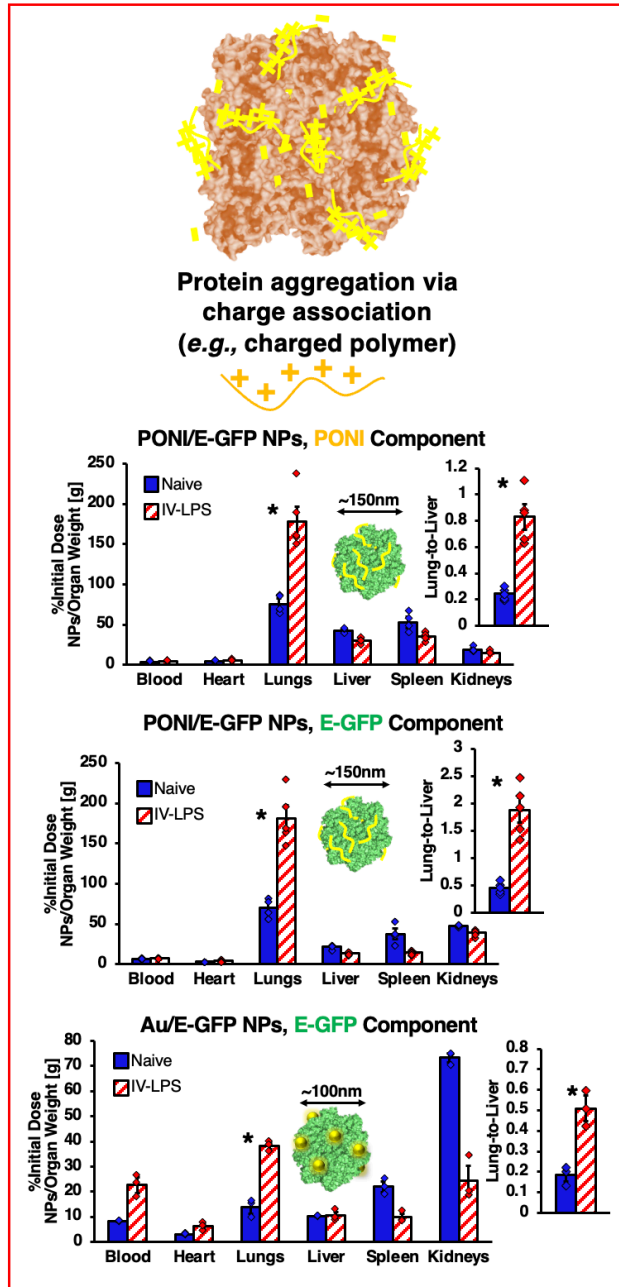 Protein aggregation via
charge association
(e.g., charged polymer)
+ + + + + +
PONI/E-GFP NPs, PONI Component
%Initial Dose
NPs/Organ Weight [g]
250
200
150
100
50
0
Naive
IV-LPS
*
~150nm
Blood Heart Lungs Liver Spleen Kidneys
Lung-to-Liver
1.2
1
0.8
0.6
0.4
0.2
0
*
PONI/E-GFP NPs, E-GFP Component
%Initial Dose
NPs/Organ Weight [g]
250
200
150
100
50
0
Naive
IV-LPS
*
~150nm
Blood Heart Lungs Liver Spleen Kidneys
Lung-to-Liver
3
2.5
2
1.5
1
0.5
0
*
Au/E-GFP NPs, E-GFP Component
%Initial Dose
NPs/Organ Weight [g]
80
70
60
50
40
30
20
10
0
Naive
IV-LPS
*
~100nm
Blood Heart Lungs Liver Spleen Kidneys
Lung-to-Liver
0.8
0.7
0.6
0.5
0.4
0.3
0.2
0.1
0
*